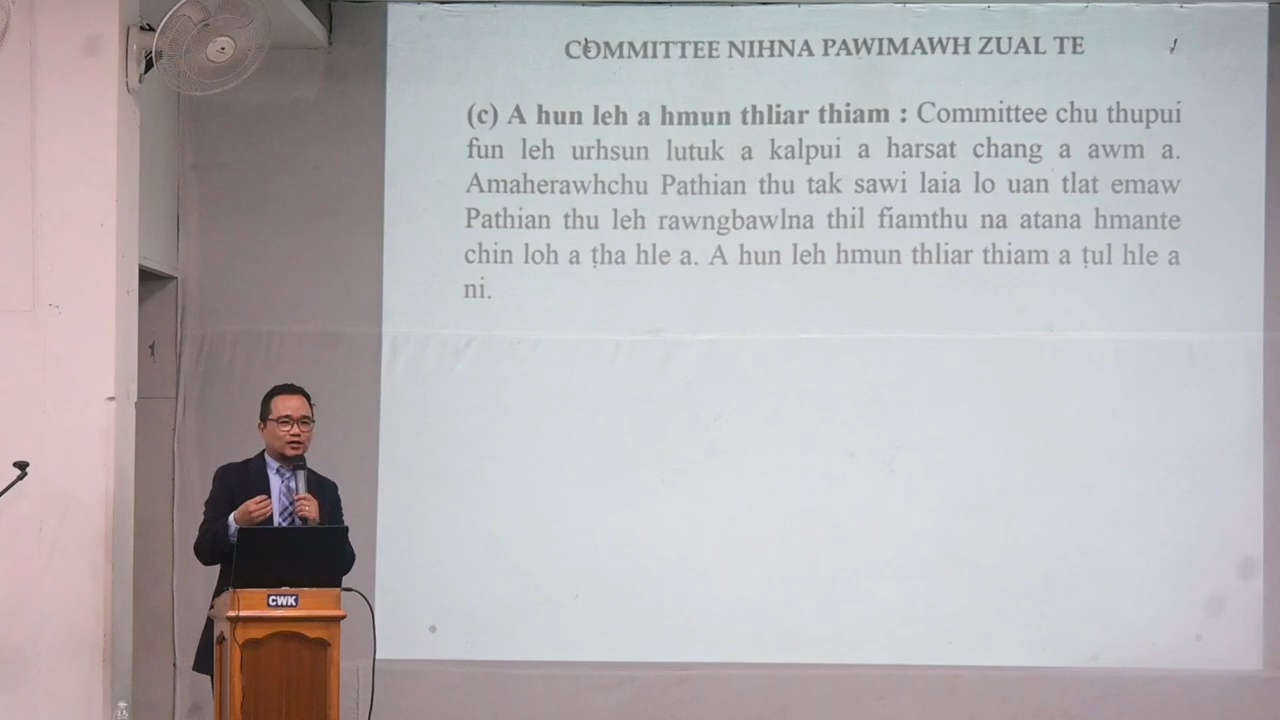 COMMITTEE NIHNA PAWIMAWH ZUAL TE
(c) A hun leh a hmun thliar thiam : Committee chu thupui
fun leh urhsun lutuk a kalpui a harsat chang a awm a.
Amaherawhchu Pathian thu tak sawi laia lo uan tlat emaw
Pathian thu leh rawngbawlna thil fiamthu na atana hmante
chin loh a ṭha hle a. A hun leh hmun thliar thiam a ṭul hle a
ni.
CWK